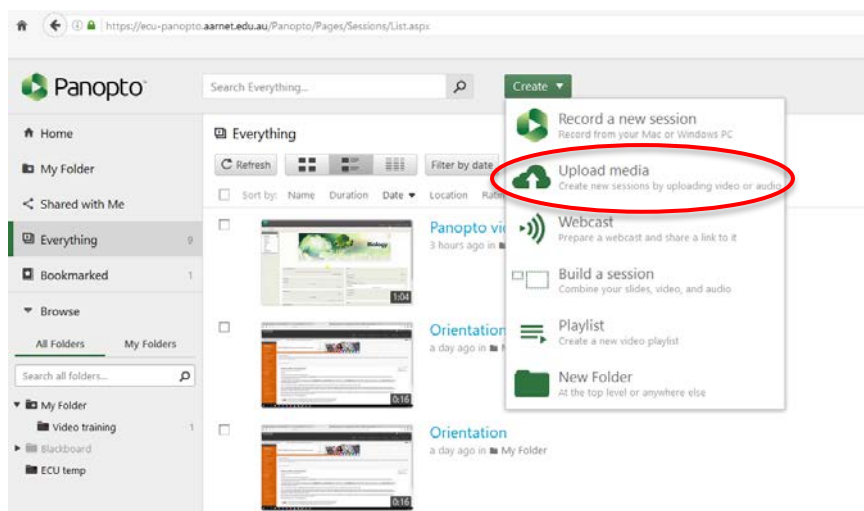 https://ecu-panopto.aarnet.edu.au/Panopto/Pages/Sessions/List.aspx
Panopto
Search Everything...
Create
Home
My Folder
Shared with Me
Everything 9
Bookmarked 1
Browse
All Folders My Folders
Search all folders...
My Folder
Video training 1
Blackboard
ECU temp
Everything
Refresh
Filter by date
Sort by: Name Duration Date Location
Panopto
3 hours ago in
Biology
1:04
Orientation
a day ago in
0:16
Orientation
a day ago in My Folder
0:16
Record a new session
Record from your Mac or Windows PC
Upload media
Create new sessions by uploading video or audio
Webcast
Prepare a webcast and share a link to it
Build a session
Combine your slides, video, and audio
Playlist
Create a new video playlist
New Folder
At the top level or anywhere else